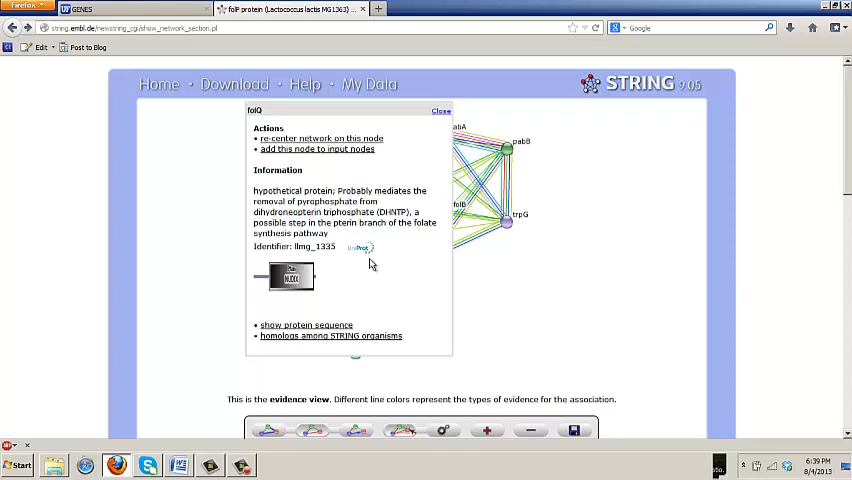 Firefox
GENES
folP protein (Lactococcus lactis MG1363) ...
string.embl.de/newstring_cgi/show_network_section.pl
Google
Edit
Post to Blog
Home · Download · Help · My Data
STRING 9.05
folQ
Close
Actions
• re-center network on this node
• add this node to input nodes
Information
hypothetical protein; Probably mediates the
removal of pyrophosphate from
dihydroneopterin triphosphate (DHNTP), a
possible step in the pterin branch of the folate
synthesis pathway
Identifier: llmg_1335
UniProt
NUDIX
• show protein sequence
• homologs among STRING organisms
abA
pabB
folB
trpG
This is the evidence view. Different line colors represent the types of evidence for the association.
Start
6:39 PM
8/4/2013